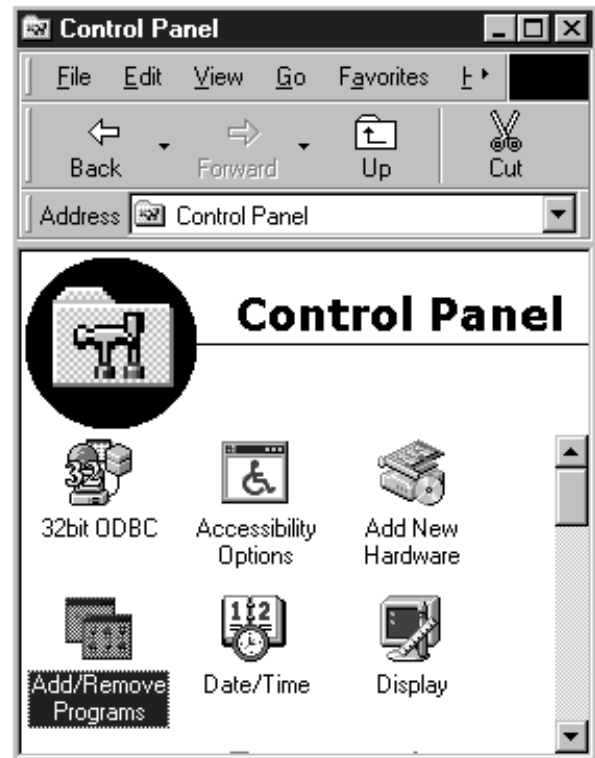 Control Panel
File Edit View Go Favorites
Back Forward Up Cut
Address Control Panel
Control Panel
32bit ODBC
Accessibility Options
Add New Hardware
Add/Remove Programs
Date/Time
Display